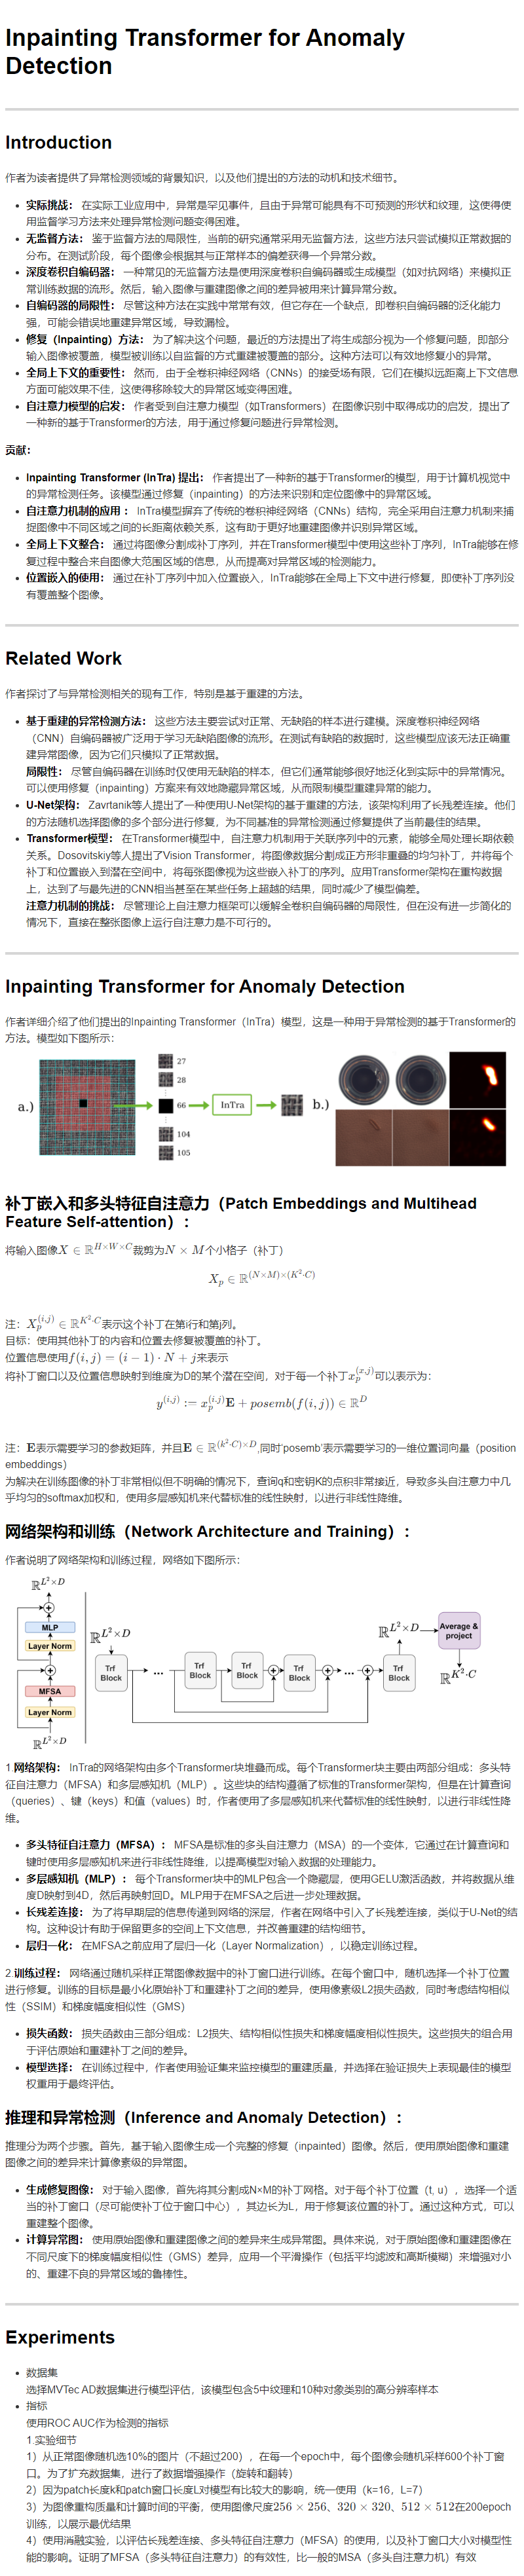 Inpainting Transformer for Anomaly
Detection
Introduction
作者为读者提供了异常检测领域的背景知识，以及他们提出的方法的动机和技术细节。
• 实际挑战： 在实际工业应用中，异常是罕见事件，且由于异常可能具有不可预测的形状和纹理，这使得使
用监督学习方法来处理异常检测问题变得困难。
• 无监督方法： 鉴于监督方法的局限性，当前的研究通常采用无监督方法，这些方法只尝试模拟正常数据的
分布。在测试阶段，每个图像会根据其与正常样本的偏差获得一个异常分数。
• 深度卷积自编码器： 一种常见的无监督方法是使用深度卷积自编码器或生成模型（如对抗网络）来模拟正
常训练数据的流形。然后，输入图像与重建图像之间的差异被用来计算异常分数。
• 自编码器的局限性： 尽管这种方法在实践中常常有效，但它存在一个缺点，即卷积自编码器的泛化能力
强，可能会错误地重建异常区域，导致漏检。
• 修复（Inpainting）方法： 为了解决这个问题，最近的方法提出了将生成部分视为一个修复问题，即部分
输入图像被覆盖，模型被训练以自监督的方式重建被覆盖的部分。这种方法可以有效地修复小的异常。
• 全局上下文的重要性： 然而，由于全卷积神经网络（CNNs）的接受场有限，它们在模拟远距离上下文信息
方面可能效果不佳，这使得移除较大的异常区域变得困难。
• 自注意力模型的启发： 作者受到自注意力模型（如Transformers）在图像识别中取得成功的启发，提出了
一种新的基于Transformer的方法，用于通过修复问题进行异常检测。
贡献：
• Inpainting Transformer (InTra) 提出： 作者提出了一种新的基于Transformer的模型，用于计算机视觉中
的异常检测任务。该模型通过修复（inpainting）的方法来识别和定位图像中的异常区域。
• 自注意力机制的应用 ： InTra模型摒弃了传统的卷积神经网络（CNNs）结构，完全采用自注意力机制来捕
捉图像中不同区域之间的长距离依赖关系，这有助于更好地重建图像并识别异常区域。
• 全局上下文整合： 通过将图像分割成补丁序列，并在Transformer模型中使用这些补丁序列，InTra能够在修
复过程中整合来自图像大范围区域的信息，从而提高对异常区域的检测能力。
• 位置嵌入的使用： 通过在补丁序列中加入位置嵌入，InTra能够在全局上下文中进行修复，即使补丁序列没
有覆盖整个图像。
Related Work
作者探讨了与异常检测相关的现有工作，特别是基于重建的方法。
• 基于重建的异常检测方法： 这些方法主要尝试对正常、无缺陷的样本进行建模。深度卷积神经网络
（CNN）自编码器被广泛用于学习无缺陷图像的流形。在测试有缺陷的数据时，这些模型应该无法正确重
建异常图像，因为它们只模拟了正常数据。
局限性： 尽管自编码器在训练时仅使用无缺陷的样本，但它们通常能够很好地泛化到实际中的异常情况。
可以使用修复（inpainting）方案来有效地隐藏异常区域，从而限制模型重建异常的能力。
• U-Net架构： Zavrtanik等人提出了一种使用U-Net架构的基于重建的方法，该架构利用了长残差连接。他们
的方法随机选择图像的多个部分进行修复，为不同基准的异常检测通过修复提供了当前最佳的结果。
• Transformer模型： 在Transformer模型中，自注意力机制用于关联序列中的元素，能够全局处理长期依赖
关系。Dosovitskiy等人提出了Vision Transformer，将图像数据分割成正方形非重叠的均匀补丁，并将每个
补丁和位置嵌入到潜在空间中，将每张图像视为这些嵌入补丁的序列。应用Transformer架构在重构数据
上，达到了与最先进的CNN相当甚至在某些任务上超越的结果，同时减少了模型偏差。
注意力机制的挑战： 尽管理论上自注意力框架可以缓解全卷积自编码器的局限性，但在没有进一步简化的
情况下，直接在整张图像上运行自注意力是不可行的。
Inpainting Transformer for Anomaly Detection
作者详细介绍了他们提出的Inpainting Transformer（InTra）模型，这是一种用于异常检测的基于Transformer的
方法。模型如下图所示：
a.)
27
28
66
104
105
InTra
b.)
补丁嵌入和多头特征自注意力（Patch Embeddings and Multihead
Feature Self-attention）：
将输入图像X ∈ ℝ^{H×W×C}裁剪为N × M个小格子（补丁）
X_p ∈ ℝ^{(N×M)×(K²·C)}
注：X_p^{(i,j)} ∈ ℝ^{K²·C}表示这个补丁在第i行和第j列。
目标：使用其他补丁的内容和位置去修复被覆盖的补丁。
位置信息使用f(i,j) = (i − 1) · N + j来表示
将补丁窗口以及位置信息映射到维度为D的某个潜在空间，对于每一个补丁x_p^{(x,j)}可以表示为：
y^{(i,j)} := x_p^{(i,j)}E + posemb(f(i,j)) ∈ ℝ^D
注：E表示需要学习的参数矩阵，并且E ∈ ℝ^{(k²·C)×D},同时‘posemb’表示需要学习的一维位置词向量（position
embeddings）
为解决在训练图像的补丁非常相似但不明确的情况下，查询q和密钥K的点积非常接近，导致多头自注意力中几
乎均匀的softmax加权和，使用多层感知机来代替标准的线性映射，以进行非线性降维。
网络架构和训练（Network Architecture and Training）：
作者说明了网络架构和训练过程，网络如下图所示：
ℝ^{L²×D}
MLP
Layer Norm
MFSA
Layer Norm
ℝ^{L²×D}
ℝ^{L²×D}
Trf Block
...
Trf Block
Trf Block
Trf Block
...
Trf Block
ℝ^{L²×D}
Average & project
ℝ^{K²·C}
1.网络架构： InTra的网络架构由多个Transformer块堆叠而成。每个Transformer块主要由两部分组成：多头特
征自注意力（MFSA）和多层感知机（MLP）。这些块的结构遵循了标准的Transformer架构，但是在计算查询
（queries）、键（keys）和值（values）时，作者使用了多层感知机来代替标准的线性映射，以进行非线性降
维。
• 多头特征自注意力（MFSA）： MFSA是标准的多头自注意力（MSA）的一个变体，它通过在计算查询和
键时使用多层感知机来进行非线性降维，以提高模型对输入数据的处理能力。
• 多层感知机（MLP）： 每个Transformer块中的MLP包含一个隐藏层，使用GELU激活函数，并将数据从维
度D映射到4D，然后再映射回D。MLP用于在MFSA之后进一步处理数据。
• 长残差连接： 为了将早期层的信息传递到网络的深层，作者在网络中引入了长残差连接，类似于U-Net的结
构。这种设计有助于保留更多的空间上下文信息，并改善重建的结构细节。
• 层归一化： 在MFSA之前应用了层归一化（Layer Normalization），以稳定训练过程。
2.训练过程： 网络通过随机采样正常图像数据中的补丁窗口进行训练。在每个窗口中，随机选择一个补丁位置
进行修复。训练的目标是最小化原始补丁和重建补丁之间的差异，使用像素级L2损失函数，同时考虑结构相似
性（SSIM）和梯度幅度相似性（GMS）
• 损失函数： 损失函数由三部分组成：L2损失、结构相似性损失和梯度幅度相似性损失。这些损失的组合用
于评估原始和重建补丁之间的差异。
• 模型选择： 在训练过程中，作者使用验证集来监控模型的重建质量，并选择在验证损失上表现最佳的模型
权重用于最终评估。
推理和异常检测（Inference and Anomaly Detection）：
推理分为两个步骤。首先，基于输入图像生成一个完整的修复（inpainted）图像。然后，使用原始图像和重建
图像之间的差异来计算像素级的异常图。
• 生成修复图像： 对于输入图像，首先将其分割成N×M的补丁网格。对于每个补丁位置（t, u），选择一个适
当的补丁窗口（尽可能使补丁位于窗口中心），其边长为L，用于修复该位置的补丁。通过这种方式，可以
重建整个图像。
• 计算异常图： 使用原始图像和重建图像之间的差异来生成异常图。具体来说，对于原始图像和重建图像在
不同尺度下的梯度幅度相似性（GMS）差异，应用一个平滑操作（包括平均滤波和高斯模糊）来增强对小
的、重建不良的异常区域的鲁棒性。
Experiments
• 数据集
选择MVTec AD数据集进行模型评估，该模型包含5中纹理和10种对象类别的高分辨率样本
• 指标
使用ROC AUC作为检测的指标
1.实验细节
1）从正常图像随机选10%的图片（不超过200），在每一个epoch中，每个图像会随机采样600个补丁窗
口。为了扩充数据集，进行了数据增强操作（旋转和翻转）
2）因为patch长度k和patch窗口长度L对模型有比较大的影响，统一使用（k=16，L=7）
3）为图像重构质量和计算时间的平衡，使用图像尺度256 × 256、320 × 320、512 × 512在200epoch
训练，以展示最优结果
4）使用消融实验，以评估长残差连接、多头特征自注意力（MFSA）的使用，以及补丁窗口大小对模型性
能的影响。证明了MFSA（多头特征自注意力）的有效性，比一般的MSA（多头自注意力机）有效